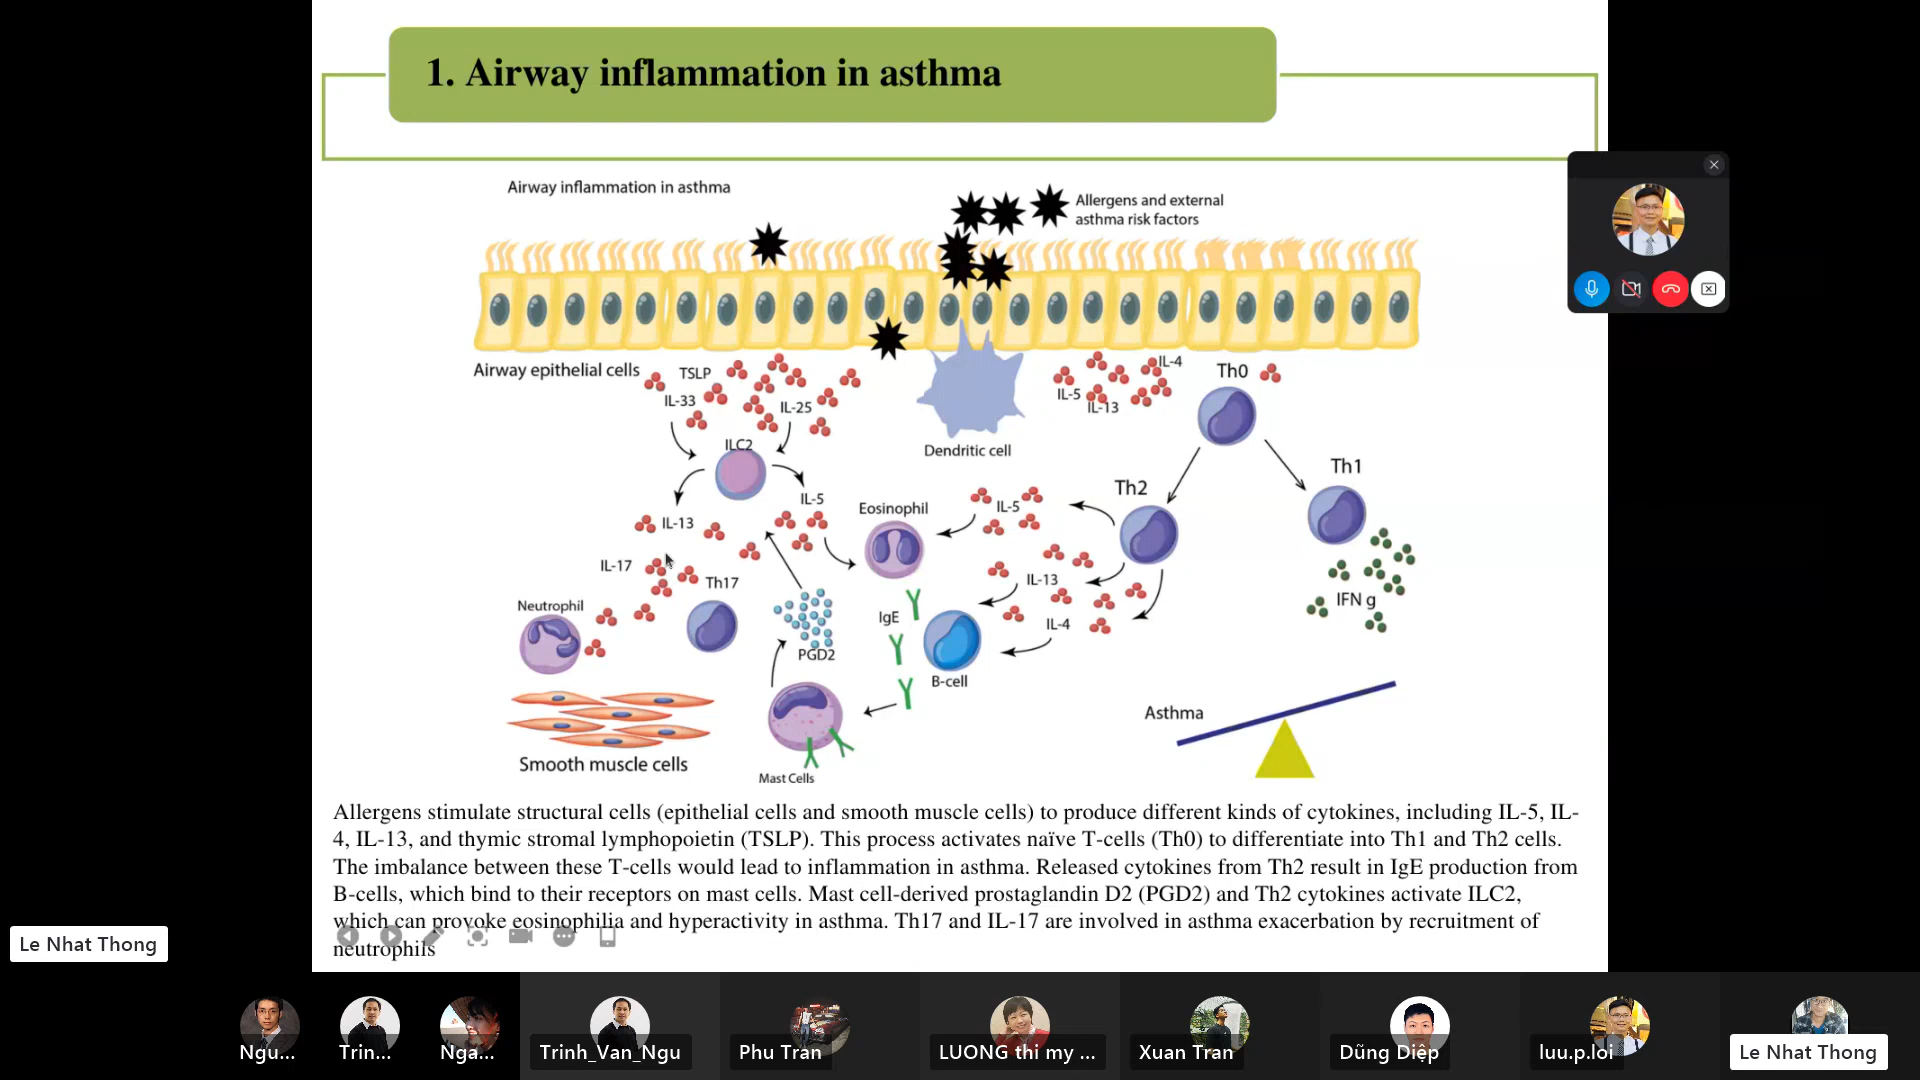 1. Airway inflammation in asthma
Airway inflammation in asthma
Allergens and external
asthma risk factors
Airway epithelial cells
TSLP
IL-33
IL-25
ILC2
IL-5
IL-13
IL-17
Th17
Neutrophil
Smooth muscle cells
PGD2
Mast Cells
Dendritic cell
IL-4
IL-5
IL-13
Th0
Th1
Th2
Eosinophil
IL-5
IL-13
IL-4
IgE
B-cell
IFN g
Asthma
Allergens stimulate structural cells (epithelial cells and smooth muscle cells) to produce different kinds of cytokines, including IL-5, IL-
4, IL-13, and thymic stromal lymphopoietin (TSLP). This process activates naïve T-cells (Th0) to differentiate into Th1 and Th2 cells.
The imbalance between these T-cells would lead to inflammation in asthma. Released cytokines from Th2 result in IgE production from
B-cells, which bind to their receptors on mast cells. Mast cell-derived prostaglandin D2 (PGD2) and Th2 cytokines activate ILC2,
which can provoke eosinophilia and hyperactivity in asthma. Th17 and IL-17 are involved in asthma exacerbation by recruitment of
neutrophils
Le Nhat Thong
Ngu...
Trin...
Nga...
Trinh_Van_Ngu
Phu Tran
LUONG thi my ...
Xuan Tran
Dũng Diệp
luu.p.loi
Le Nhat Thong